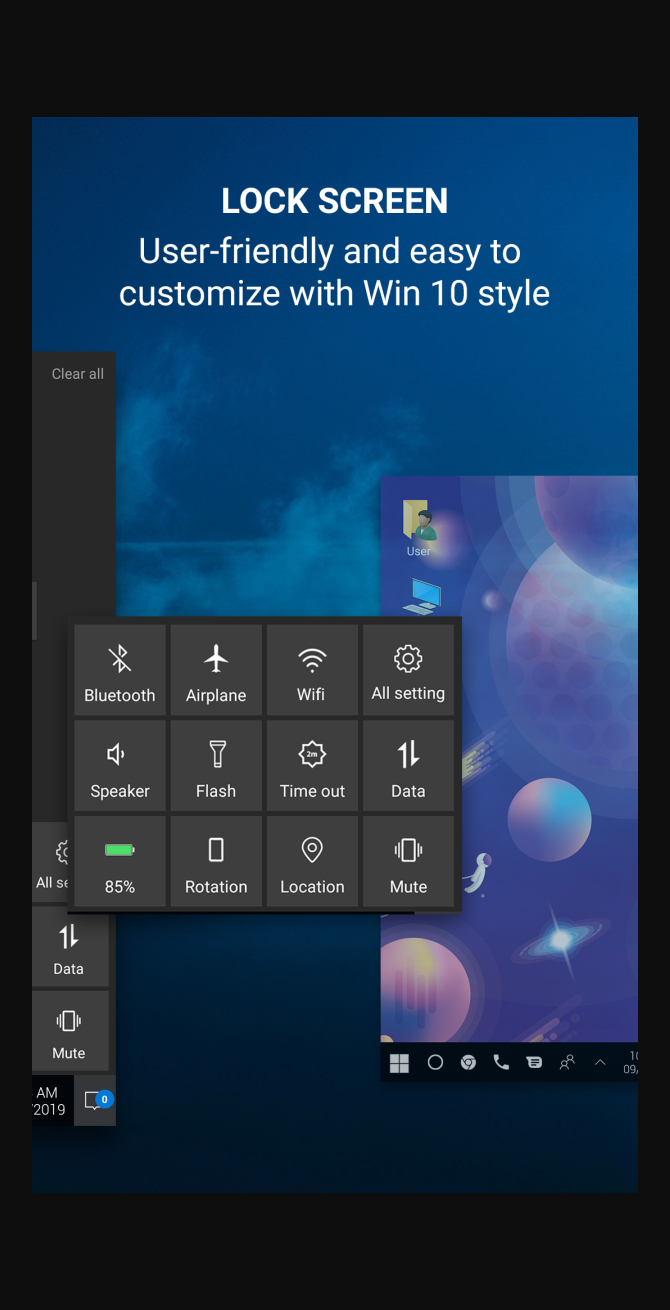 LOCK SCREEN
User-friendly and easy to
customize with Win 10 style
Clear all
User
Bluetooth
Airplane
Wifi
All setting
Speaker
Flash
2m
Time out
Data
85%
Rotation
Location
Mute
All se
Data
Mute
AM
2019
0
10
09/